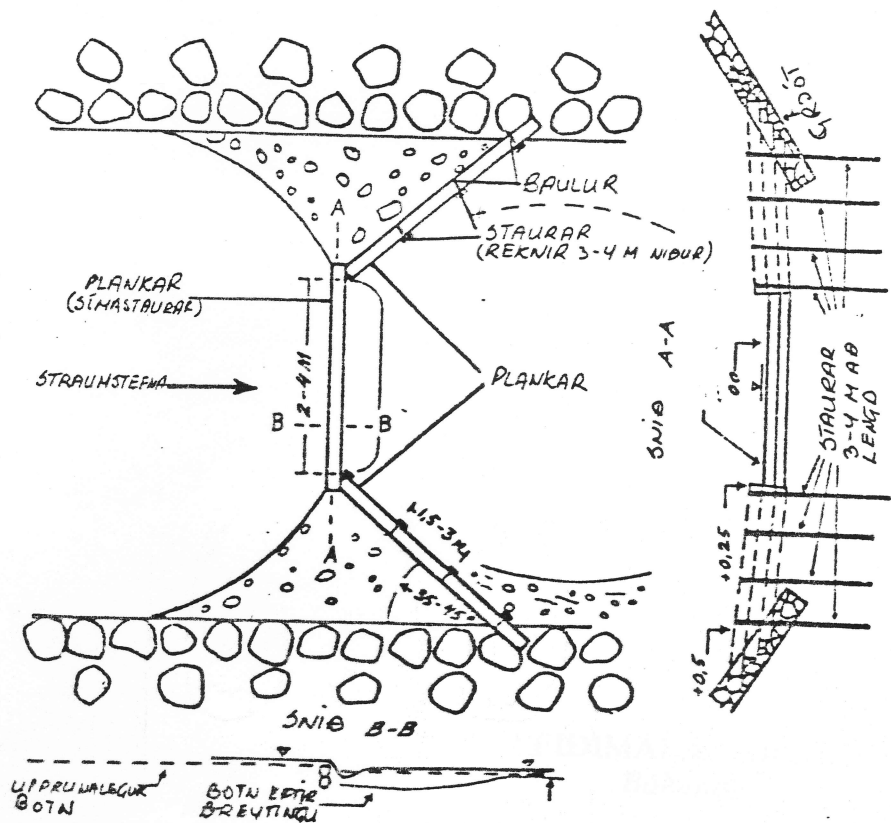 BAULUR
STAURAR
(REKNIR 3-4 M NIÐUR)
PLANKAR
(SÍMASTAURAR)
STRAUMSTEFNA
2-4 M
PLANKAR
A
A
B
B
1,5-3 M
35-45°
SNIÐ B-B
UPPRUNALEGUR
BOTN
BOTN EFTIR
BREYTINGU
SNIÐ A-A
GRJÓT
STAURAR
3-4 M AÐ
LENGD
+0,25
+0,5